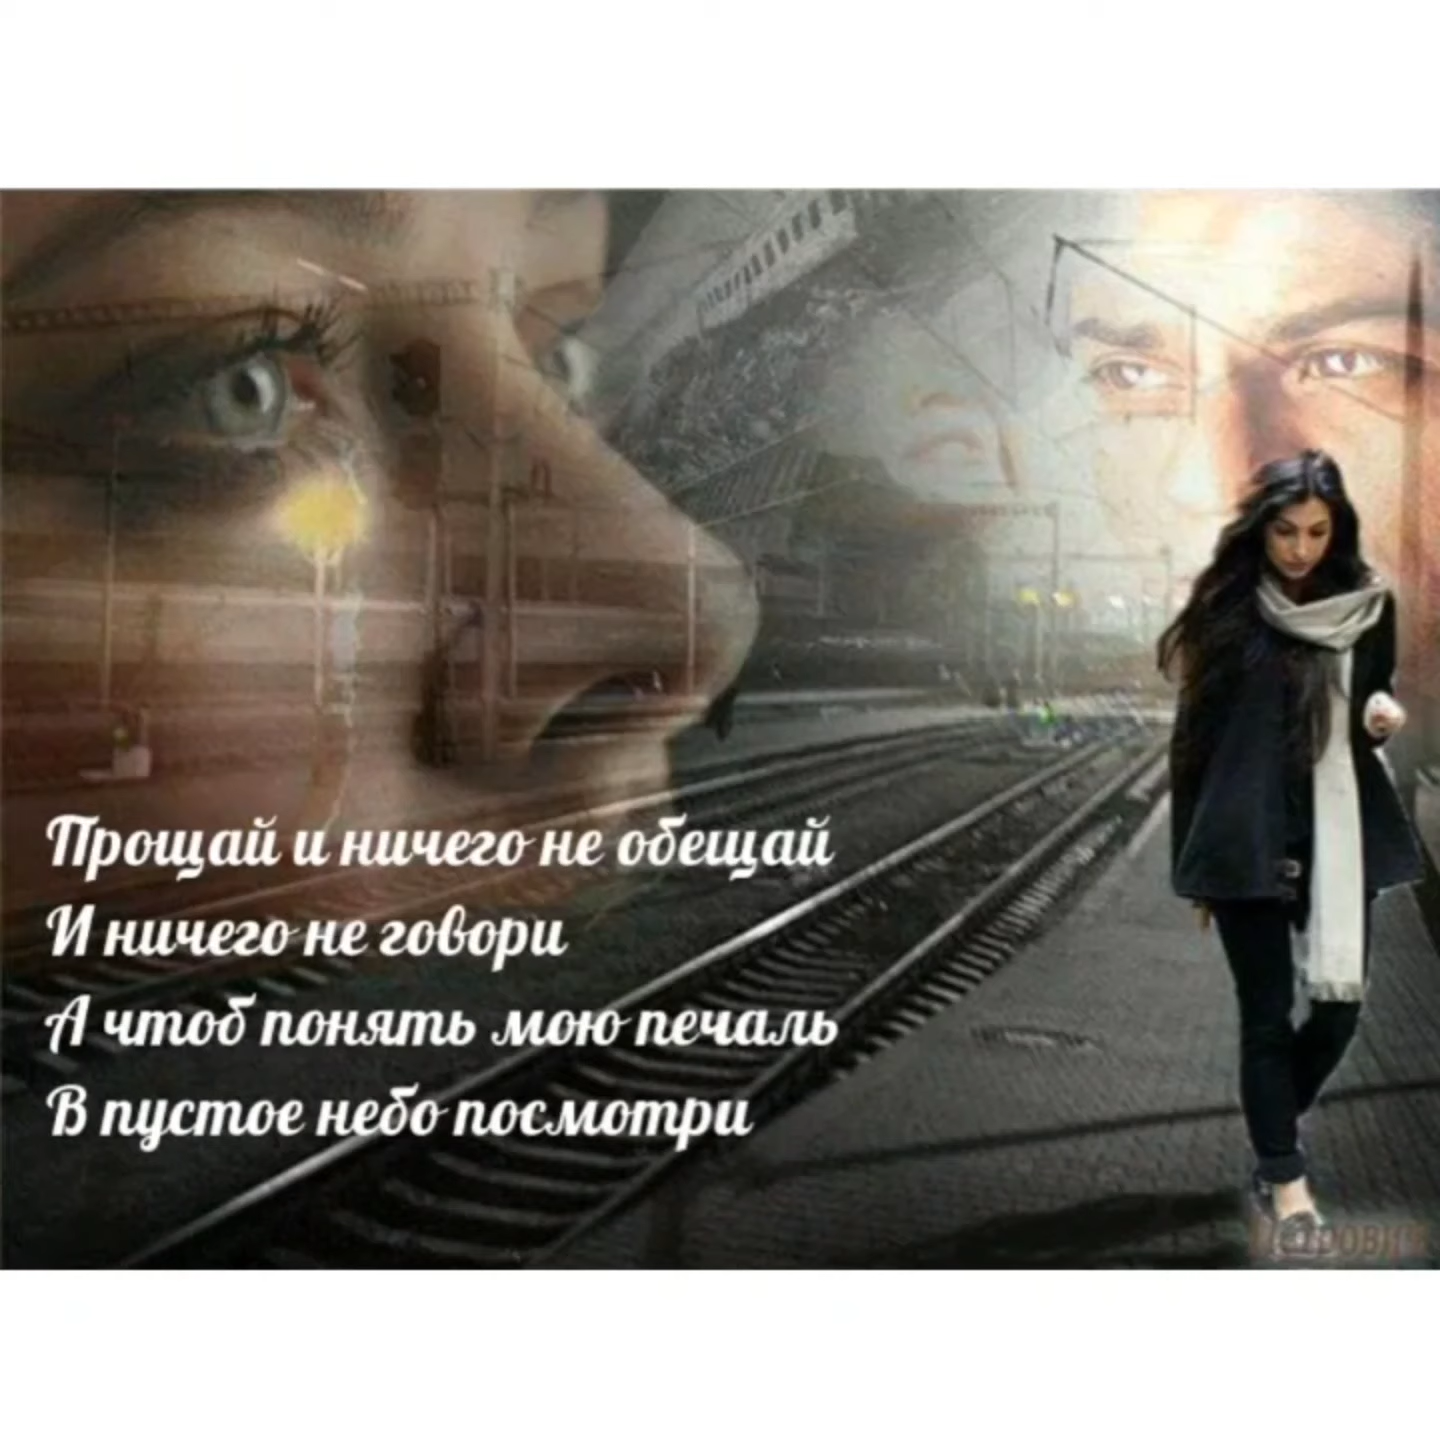 Прощай и ничего не обещай
И ничего не говори
А чтоб понять мою печаль
В пустое небо посмотри